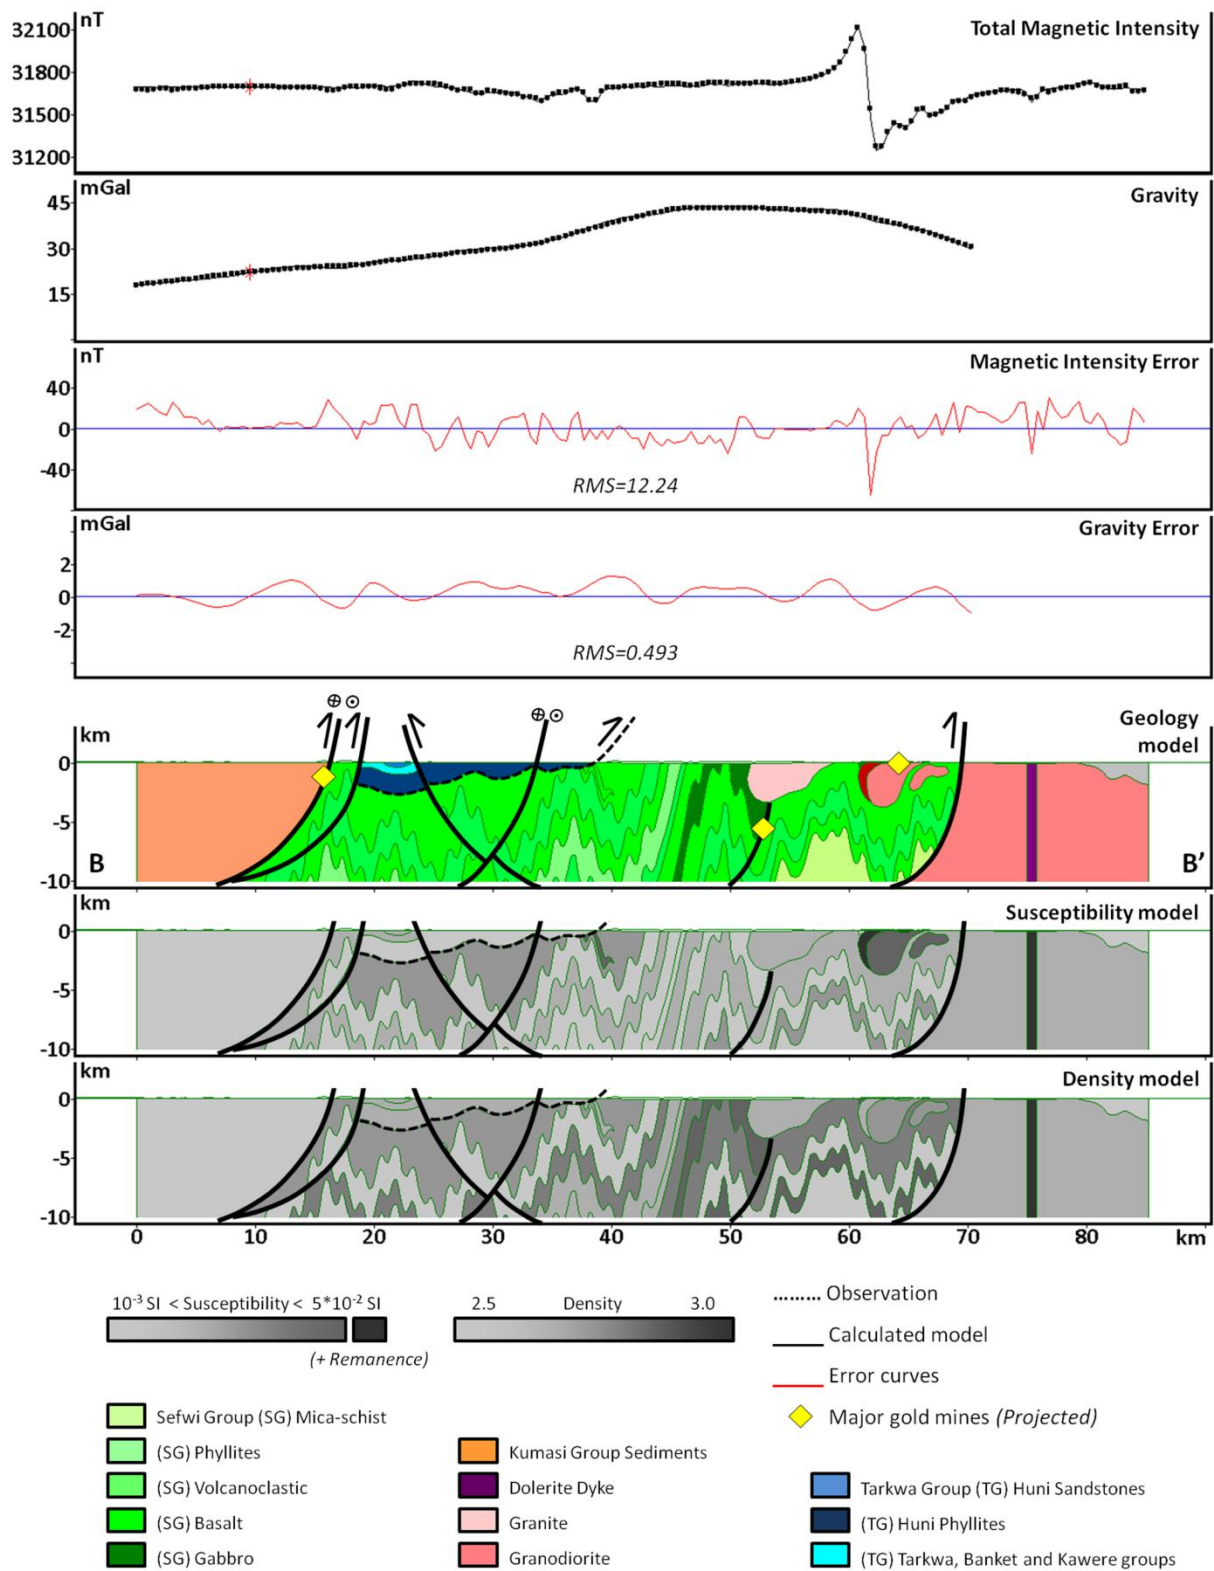 nT
Total Magnetic Intensity
32100
31800
31500
31200
mGal
Gravity
45
30
15
nT
Magnetic Intensity Error
40
0
-40
RMS=12.24
mGal
Gravity Error
2
0
-2
RMS=0.493
km
Geology
model
0
-5
B
B'
-10
km
Susceptibility model
0
-5
-10
km
Density model
0
-5
-10
0 10 20 30 40 50 60 70 80 km
10-3 SI < Susceptibility < 5*10-2 SI
(+ Remanence)
2.5 Density 3.0
Observation
Calculated model
Error curves
Major gold mines (Projected)
Sefwi Group (SG) Mica-schist
(SG) Phyllites
(SG) Volcanoclastic
(SG) Basalt
(SG) Gabbro
Kumasi Group Sediments
Dolerite Dyke
Granite
Granodiorite
Tarkwa Group (TG) Huni Sandstones
(TG) Huni Phyllites
(TG) Tarkwa, Banket and Kawere groups